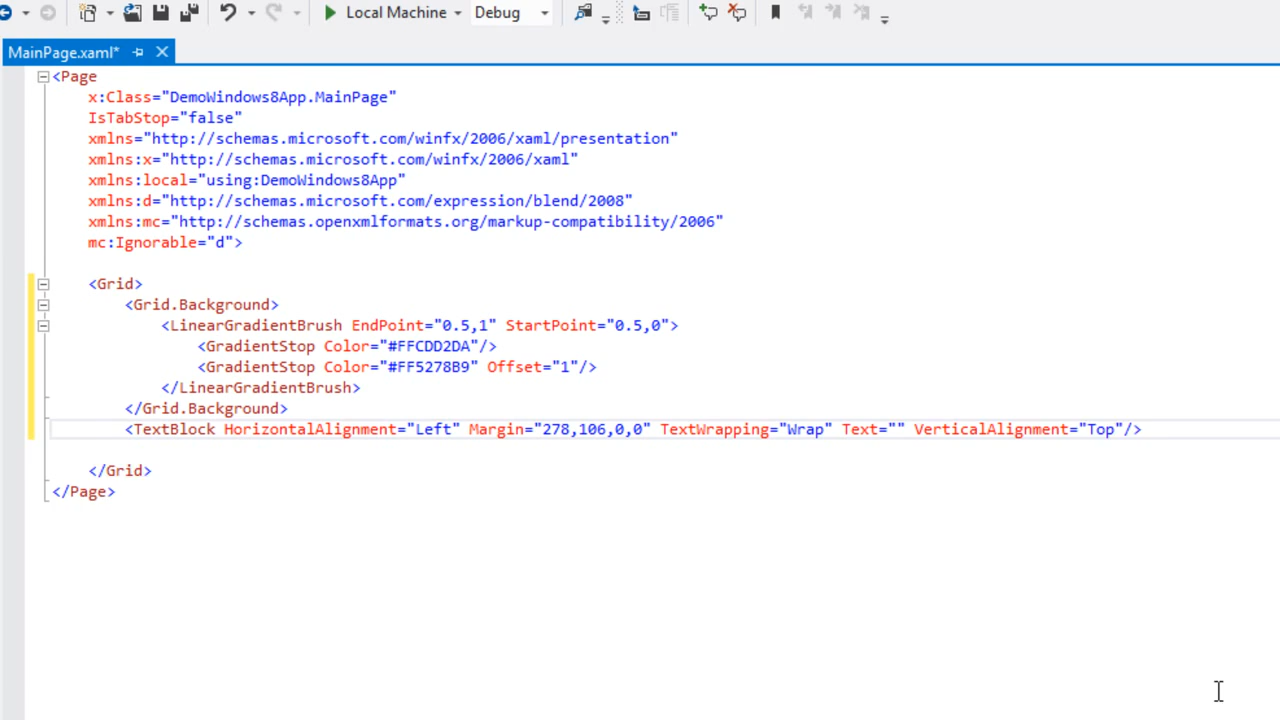 Local Machine Debug
MainPage.xaml*
<Page
x:Class="DemoWindows8App.MainPage"
IsTabStop="false"
xmlns="http://schemas.microsoft.com/winfx/2006/xaml/presentation"
xmlns:x="http://schemas.microsoft.com/winfx/2006/xaml"
xmlns:local="using:DemoWindows8App"
xmlns:d="http://schemas.microsoft.com/expression/blend/2008"
xmlns:mc="http://schemas.openxmlformats.org/markup-compatibility/2006"
mc:Ignorable="d">
<Grid>
<Grid.Background>
<LinearGradientBrush EndPoint="0.5,1" StartPoint="0.5,0">
<GradientStop Color="#FFCDD2DA"/>
<GradientStop Color="#FF5278B9" Offset="1"/>
</LinearGradientBrush>
</Grid.Background>
<TextBlock HorizontalAlignment="Left" Margin="278,106,0,0" TextWrapping="Wrap" Text="" VerticalAlignment="Top"/>
</Grid>
</Page>